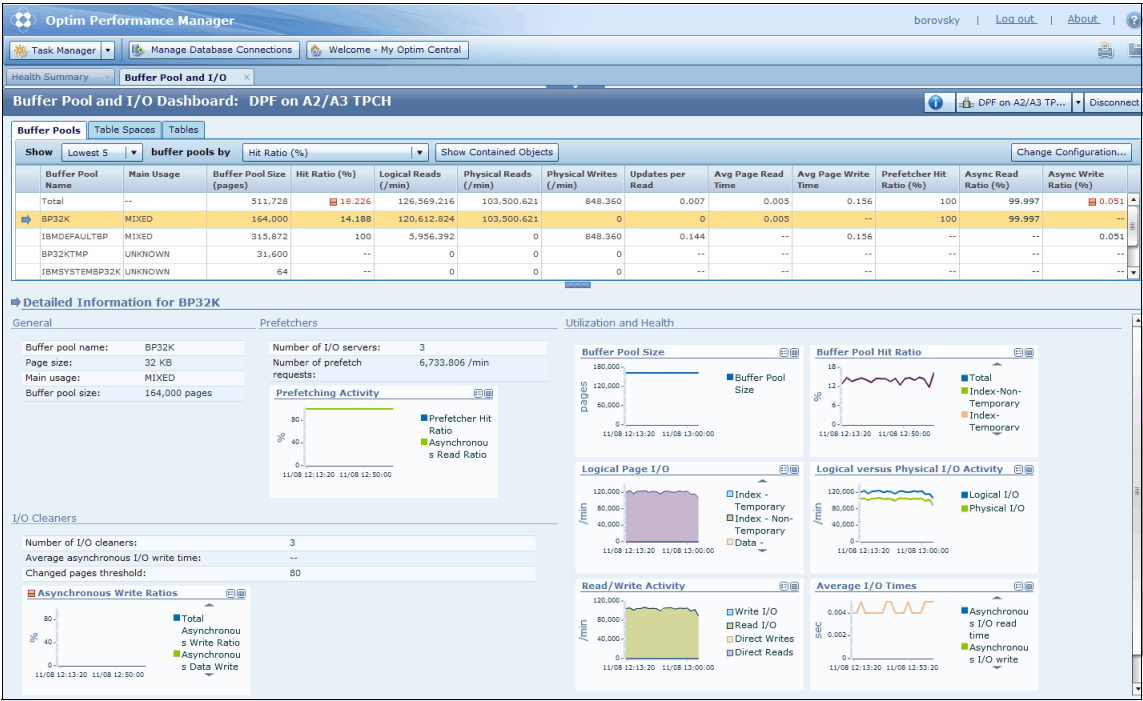 Optim Performance Manager
borovsky | Log out | About | ?
Task Manager
Manage Database Connections
Welcome - My Optim Central
Health Summary
Buffer Pool and I/O ×
Buffer Pool and I/O Dashboard: DPF on A2/A3 TPCH
DPF on A2/A3 TP...
Disconnect
Buffer Pools Table Spaces Tables
Show Lowest 5 buffer pools by Hit Ratio (%) Show Contained Objects Change Configuration...
Buffer Pool Name Main Usage Buffer Pool Size (pages) Hit Ratio (%) Logical Reads (/min) Physical Reads (/min) Physical Writes (/min) Updates per Read Avg Page Read Time Avg Page Write Time Prefetcher Hit Ratio (%) Async Read Ratio (%) Async Write Ratio (%)
Total -- 511,728 18.226 126,569.216 103,500.621 848.360 0.007 0.005 0.156 100 99.997 0.051
BP32K MIXED 164,000 14.188 120,612.824 103,500.621 0 0 0.005 -- 100 99.997 --
IBMDEFAULTBP MIXED 315,872 100 5,956.392 0 848.360 0.144 -- 0.156 -- -- 0.051
BP32KTMP UNKNOWN 31,600 -- 0 0 0 -- -- -- -- -- --
IBMSYSTEMBP32K UNKNOWN 64 -- 0 0 0 -- -- -- -- -- --
Detailed Information for BP32K
General
Buffer pool name: BP32K
Page size: 32 KB
Main usage: MIXED
Buffer pool size: 164,000 pages
Prefetchers
Number of I/O servers: 3
Number of prefetch requests: 6,733.806 /min
Prefetching Activity
80
40
0
%
11/08 12:13:20 11/08 12:50:00
Prefetcher Hit
Ratio
Asynchronou
s Read Ratio
I/O Cleaners
Number of I/O cleaners: 3
Average asynchronous I/O write time: --
Changed pages threshold: 80
Asynchronous Write Ratios
80
40
0
%
11/08 12:13:20 11/08 12:50:00
Total
Asynchronou
s Write Ratio
Asynchronou
s Data Write
Utilization and Health
Buffer Pool Size
180,000
120,000
60,000
0
pages
11/08 12:13:20 11/08 13:00:00
Buffer Pool
Size
Buffer Pool Hit Ratio
18
12
6
0
%
11/08 12:13:20 11/08 12:50:00
Total
Index-Non-
Temporary
Index-
Temporary
Logical Page I/O
120,000
80,000
40,000
0
/min
11/08 12:13:20 11/08 13:00:00
Index -
Temporary
Index - Non-
Temporary
Data -
Logical versus Physical I/O Activity
120,000
80,000
40,000
0
/min
11/08 12:13:20 11/08 13:00:00
Logical I/O
Physical I/O
Read/Write Activity
120,000
80,000
40,000
0
/min
11/08 12:13:20 11/08 13:00:00
Write I/O
Read I/O
Direct Writes
Direct Reads
Average I/O Times
0.004
0.002
0
sec
11/08 12:13:20 11/08 12:53:20
Asynchronou
s I/O read
time
Asynchronou
s I/O write